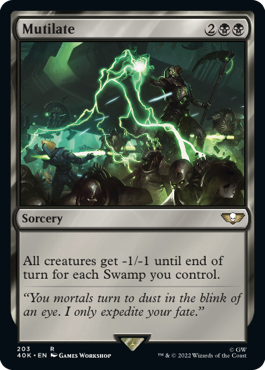 Mutilate 2
Sorcery
All creatures get -1/-1 until end of
turn for each Swamp you control.
“You mortals turn to dust in the blink of
an eye. I only expedite your fate.”
203 R © GW
40K • EN Games Workshop ™ & © 2022 Wizards of the Coast